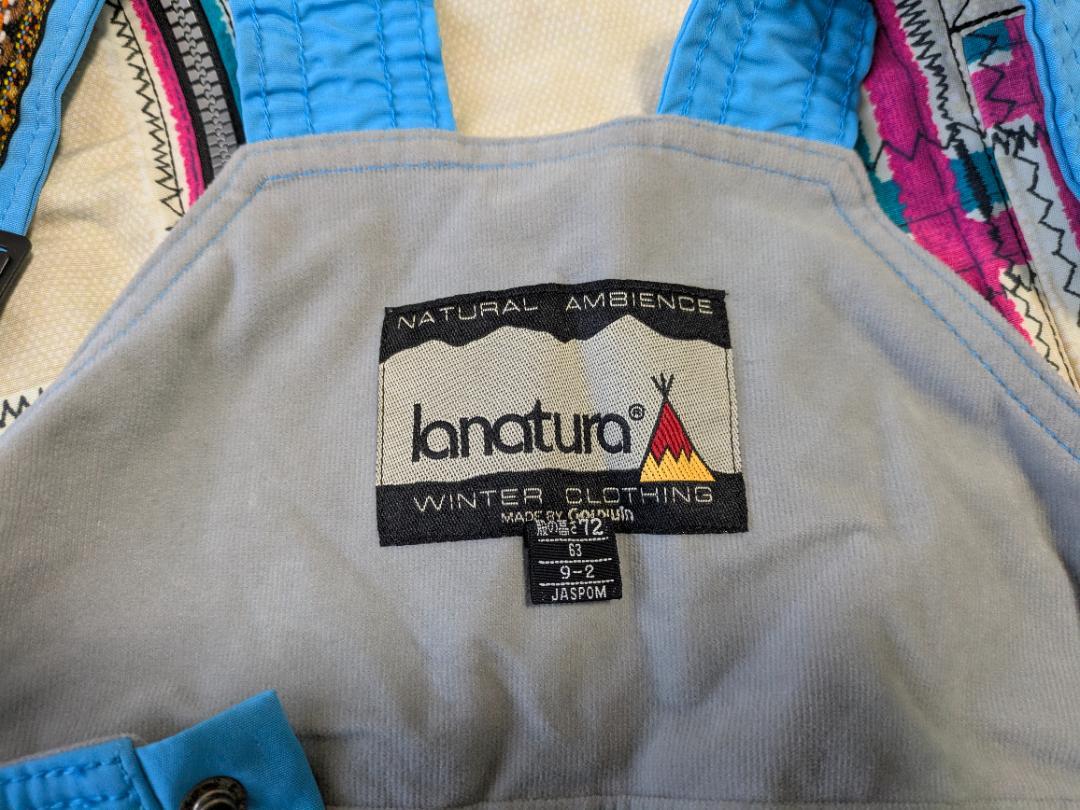 NATURAL AMBIENCE
lanatura®
WINTER CLOTHING
MADE BY Goldwin
72
63
9-2
JASPOM